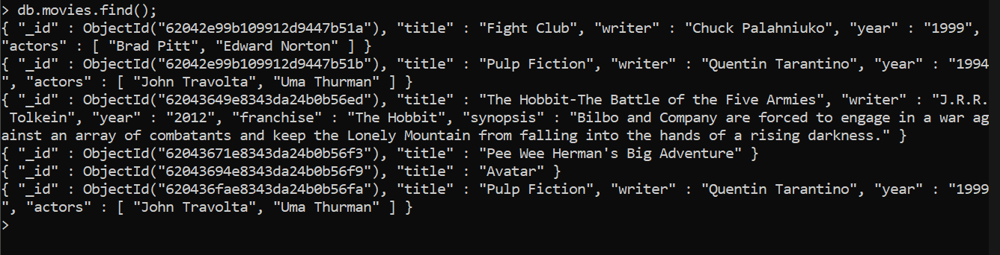 > db.movies.find();
{ "_id" : ObjectId("62042e99b109912d9447b51a"), "title" : "Fight Club", "writer" : "Chuck Palahniuko", "year" : "1999",
"actors" : [ "Brad Pitt", "Edward Norton" ] }
{ "_id" : ObjectId("62042e99b109912d9447b51b"), "title" : "Pulp Fiction", "writer" : "Quentin Tarantino", "year" : "1994
", "actors" : [ "John Travolta", "Uma Thurman" ] }
{ "_id" : ObjectId("62043649e8343da24b0b56ed"), "title" : "The Hobbit-The Battle of the Five Armies", "writer" : "J.R.R.
 Tolkein", "year" : "2012", "franchise" : "The Hobbit", "synopsis" : "Bilbo and Company are forced to engage in a war ag
ainst an array of combatants and keep the Lonely Mountain from falling into the hands of a rising darkness." }
{ "_id" : ObjectId("62043671e8343da24b0b56f3"), "title" : "Pee Wee Herman's Big Adventure" }
{ "_id" : ObjectId("62043694e8343da24b0b56f9"), "title" : "Avatar" }
{ "_id" : ObjectId("620436fae8343da24b0b56fa"), "title" : "Pulp Fiction", "writer" : "Quentin Tarantino", "year" : "1999
", "actors" : [ "John Travolta", "Uma Thurman" ] }
>